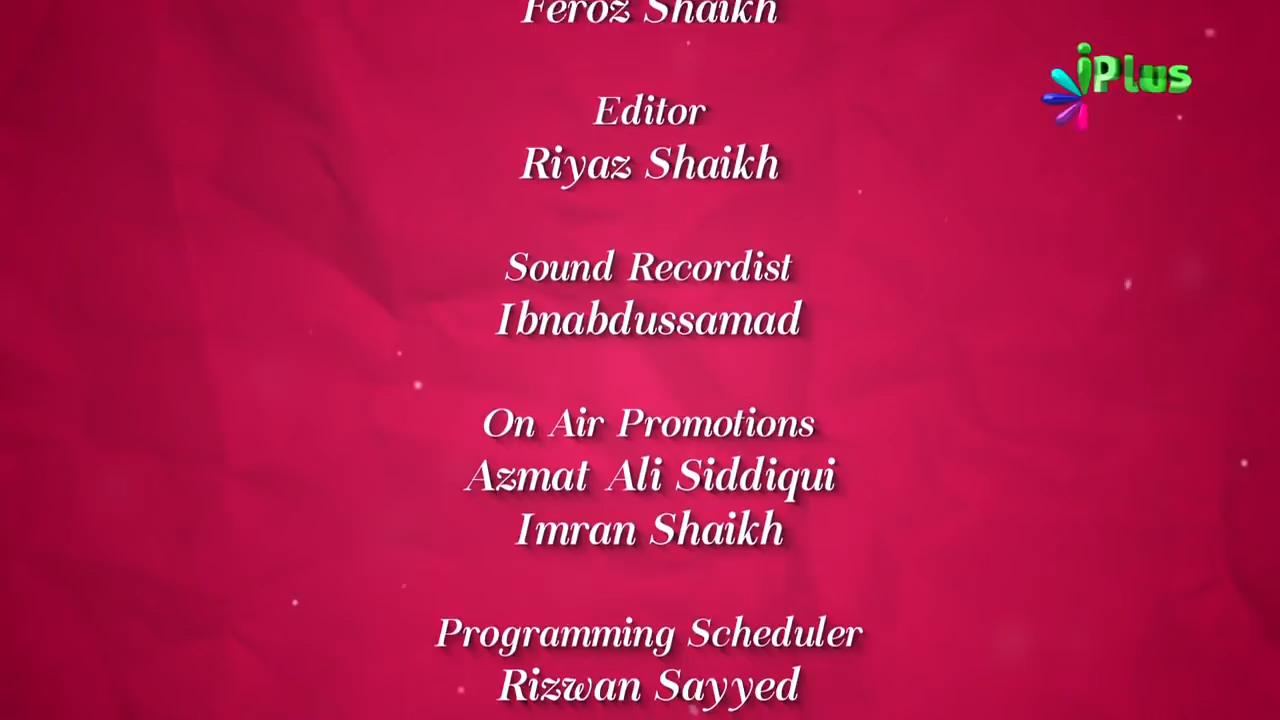 Feroz Shaikh
iPlus
Editor
Riyaz Shaikh
Sound Recordist
Ibnabdussamad
On Air Promotions
Azmat Ali Siddiqui
Imran Shaikh
Programming Scheduler
Rizwan Sayyed